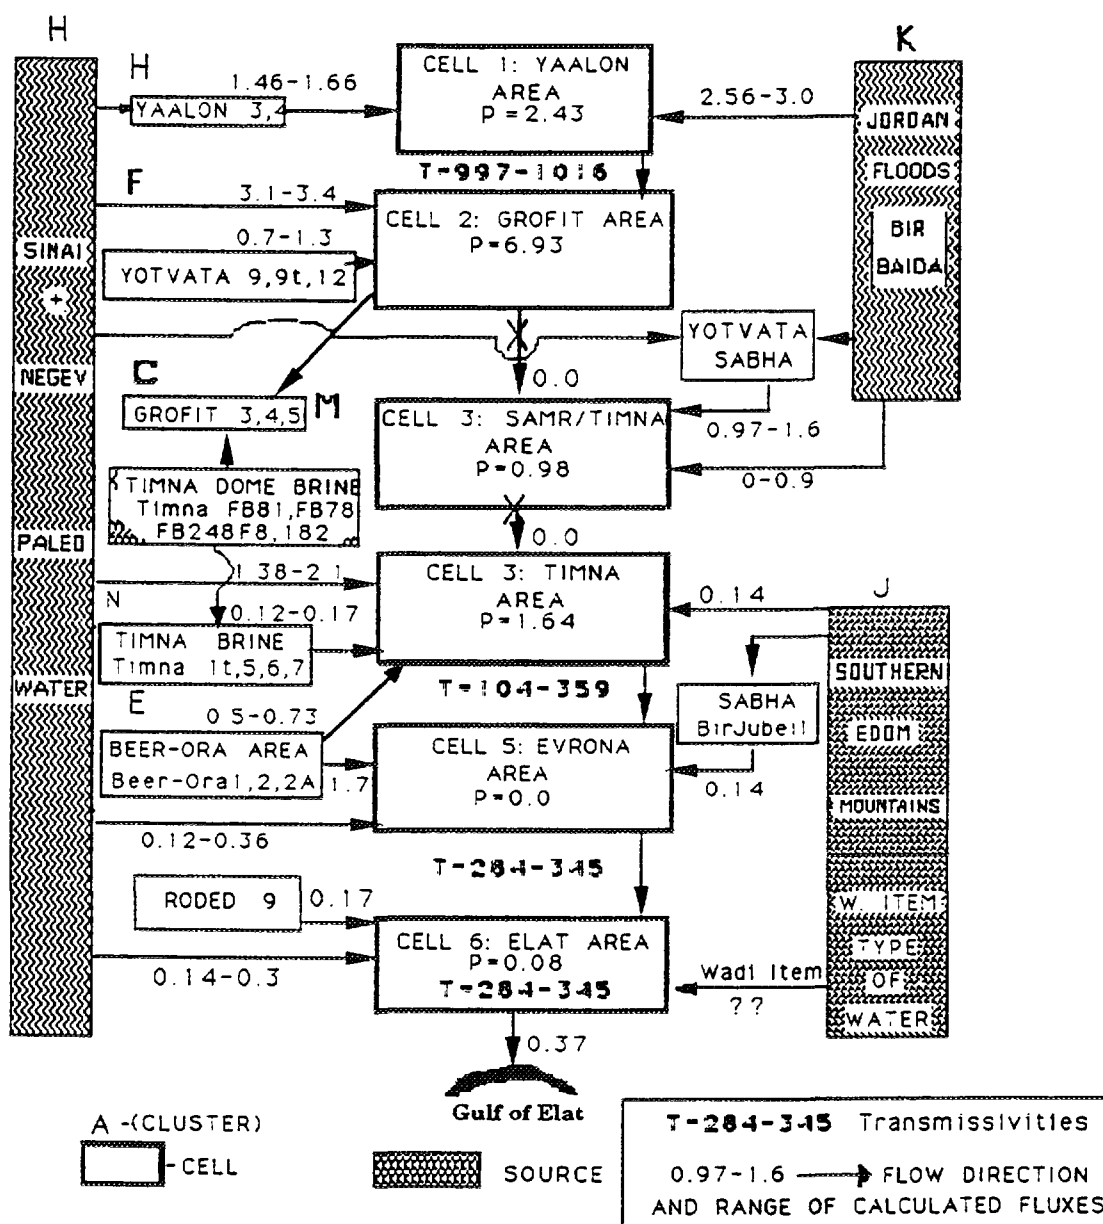 H
K
H
1.46-1.66
YAALON 3,4
CELL 1: YAALON
AREA
P=2.43
2.56-3.0
JORDAN
FLOODS
BIR
BAIDA
T-997-1016
F
3.1-3.4
0.7-1.3
YOTVATA 9,9t,12
CELL 2: GROFIT AREA
P=6.93
SINAI
+
NEGEV
PALEO
WATER
X
0.0
YOTVATA
SABHA
C
GROFIT 3,4,5
M
CELL 3: SAMR/TIMNA
AREA
P=0.98
0.97-1.6
0-0.9
TIMNA DOME BRINE
Timna FB81,FB78
FB248F8,182
X
0.0
1.38-2.1
N
0.12-0.17
TIMNA BRINE
Timna 1t,5,6,7
CELL 3: TIMNA
AREA
P=1.64
0.14
J
SOUTHERN
EDOM
MOUNTAINS
W. ITEM
TYPE
OF
WATER
T-104-359
SABHA
BirJubeil
0.14
E
0.5-0.73
BEER-ORA AREA
Beer-Ora1,2,2A
1.7
CELL 5: EVRONA
AREA
P=0.0
0.12-0.36
T-284-345
RODED 9
0.17
CELL 6: ELAT AREA
P=0.08
T-284-345
0.14-0.3
Wadi Item
??
0.37
Gulf of Elat
A -(CLUSTER)
-CELL
SOURCE
T-284-345 Transmissivities
0.97-1.6 FLOW DIRECTION
AND RANGE OF CALCULATED FLUXES